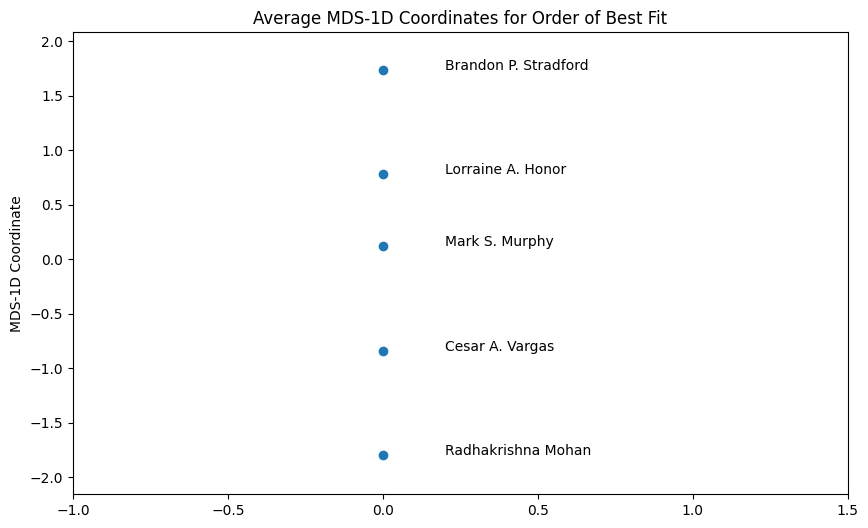 Average MDS-1D Coordinates for Order of Best Fit
2.0
Brandon P. Stradford
1.5
1.0
Lorraine A. Honor
0.5
Mark S. Murphy
0.0
MDS-1D Coordinate
−0.5
Cesar A. Vargas
−1.0
−1.5
Radhakrishna Mohan
−2.0
−1.0 −0.5 0.0 0.5 1.0 1.5